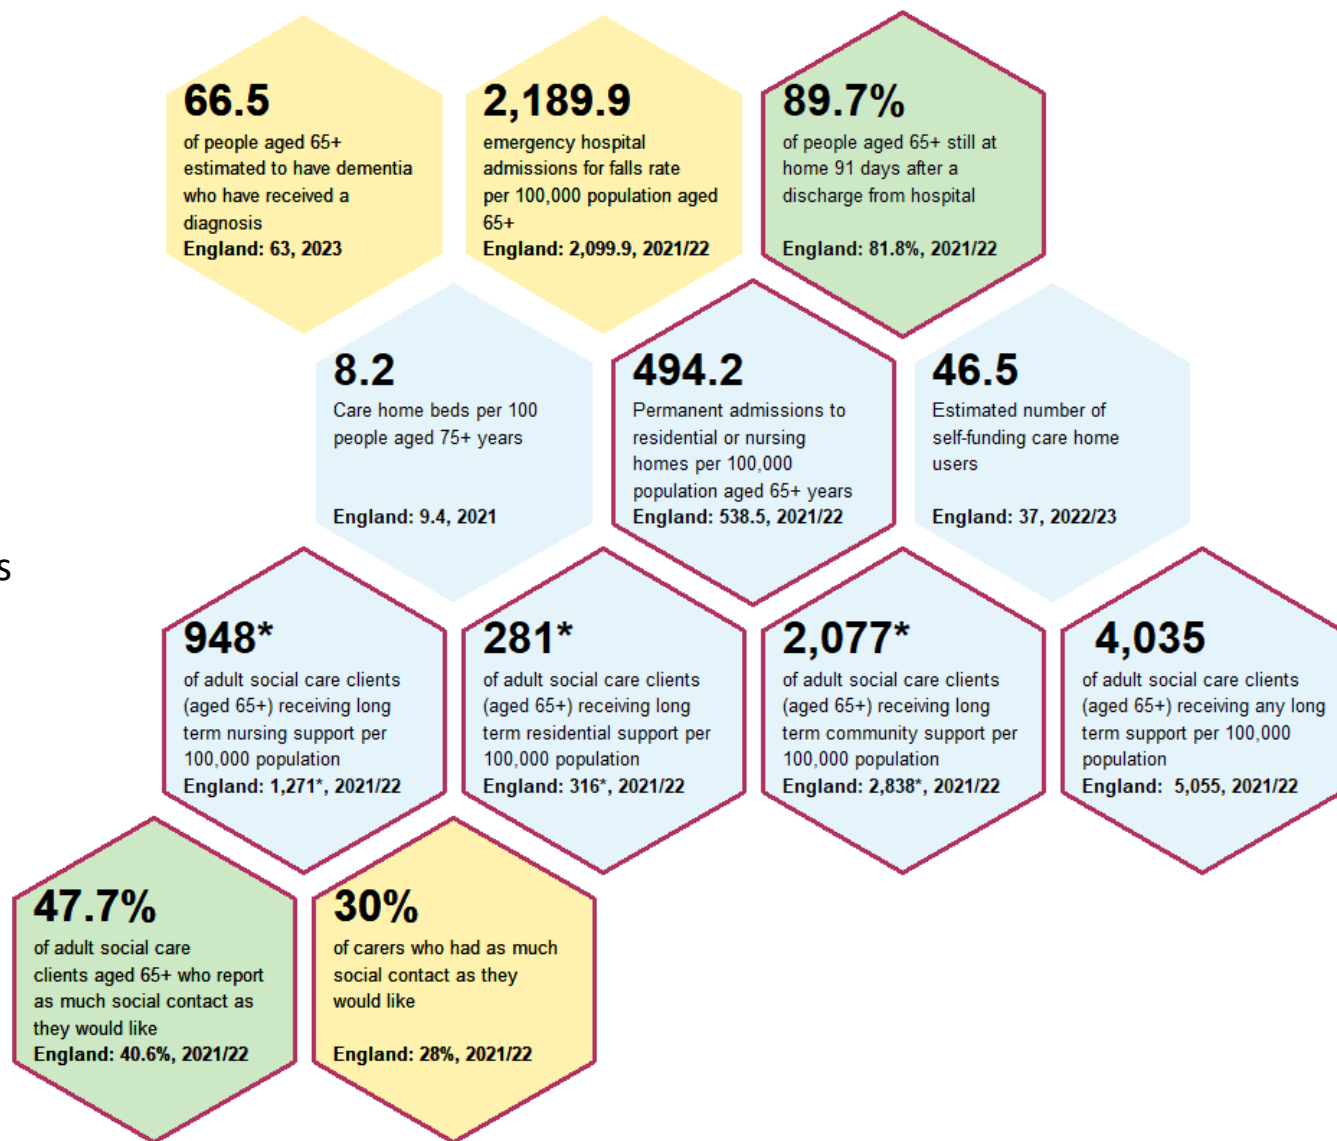 66.5
of people aged 65+
estimated to have dementia
who have received a
diagnosis
England: 63, 2023
2,189.9
emergency hospital
admissions for falls rate
per 100,000 population aged
65+
England: 2,099.9, 2021/22
89.7%
of people aged 65+ still at
home 91 days after a
discharge from hospital
England: 81.8%, 2021/22
8.2
Care home beds per 100
people aged 75+ years
England: 9.4, 2021
494.2
Permanent admissions to
residential or nursing
homes per 100,000
population aged 65+ years
England: 538.5, 2021/22
46.5
Estimated number of
self-funding care home
users
England: 37, 2022/23
s
948*
of adult social care clients
(aged 65+) receiving long
term nursing support per
100,000 population
England: 1,271*, 2021/22
281*
of adult social care clients
(aged 65+) receiving long
term residential support per
100,000 population
England: 316*, 2021/22
2,077*
of adult social care clients
(aged 65+) receiving long
term community support per
100,000 population
England: 2,838*, 2021/22
4,035
of adult social care clients
(aged 65+) receiving any long
term support per 100,000
population
England: 5,055, 2021/22
47.7%
of adult social care
clients aged 65+ who report
as much social contact as
they would like
England: 40.6%, 2021/22
30%
of carers who had as much
social contact as they
would like
England: 28%, 2021/22